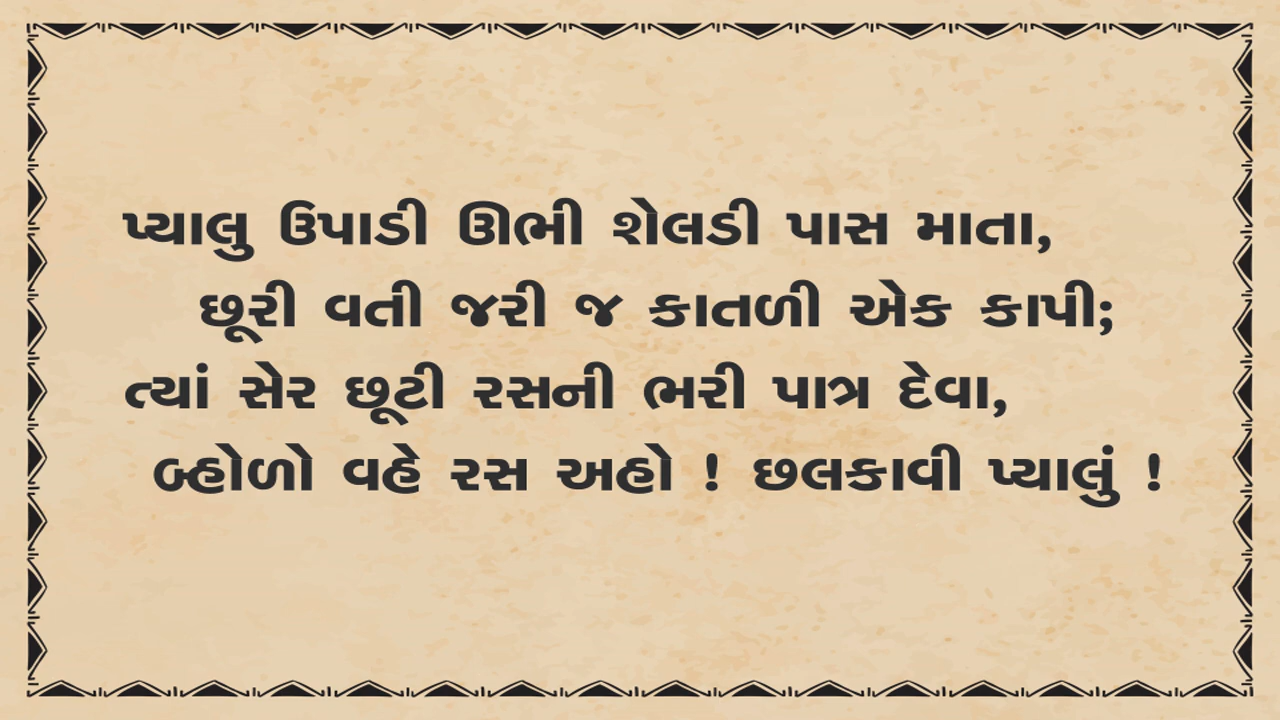 પ્યાલુ ઉપાડી ઊભી શેલડી પાસ માતા,
છૂરી વતી જરી જ કાતળી એક કાપી;
ત્યાં સેર છૂટી રસની ભરી પાત્ર દેવા,
બ્હોળો વહે રસ અહો ! છલકાવી પ્યાલું !